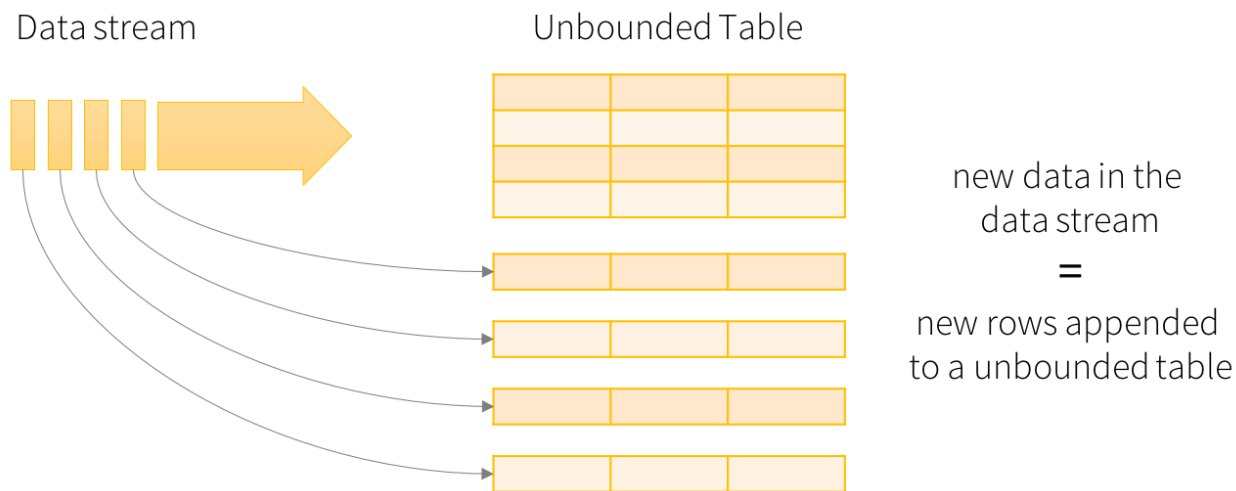 Data stream
Unbounded Table
new data in the
data stream
=
new rows appended
to a unbounded table